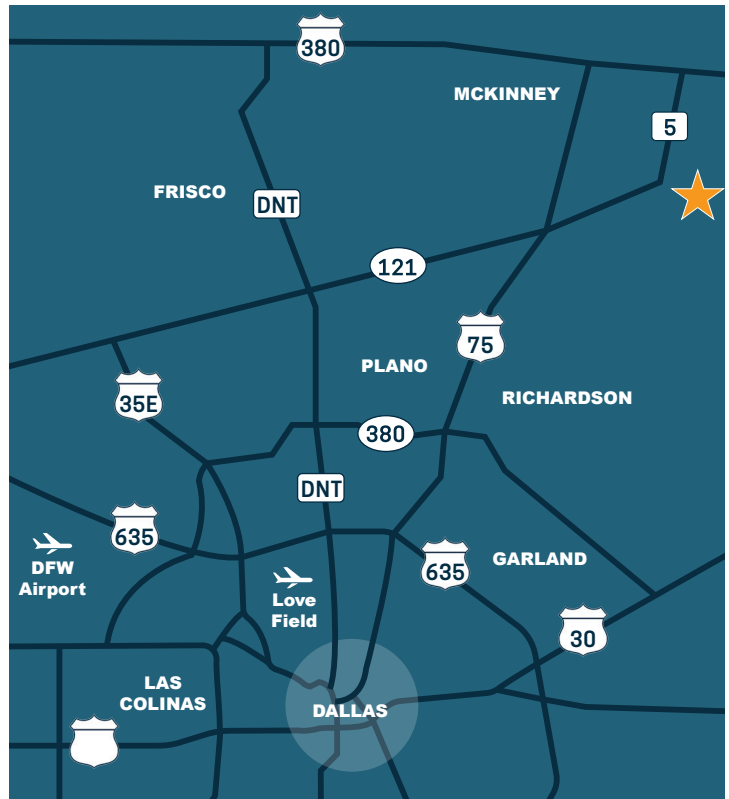 380
MCKINNEY
5
FRISCO
DNT
121
75
PLANO
35E
RICHARDSON
380
DNT
635
DFW
Airport
Love
Field
635
GARLAND
30
LAS
COLINAS
DALLAS